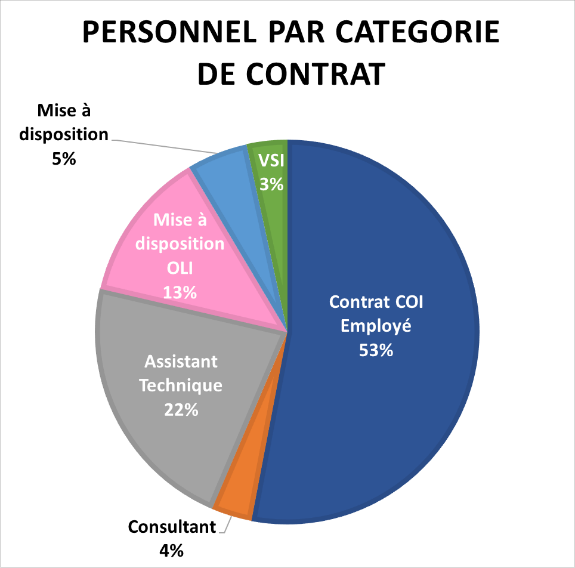 PERSONNEL PAR CATEGORIE
DE CONTRAT
Mise à
disposition
5%
VSI
3%
Mise à
disposition
OLI
13%
Contrat COI
Employé
53%
Assistant
Technique
22%
Consultant
4%